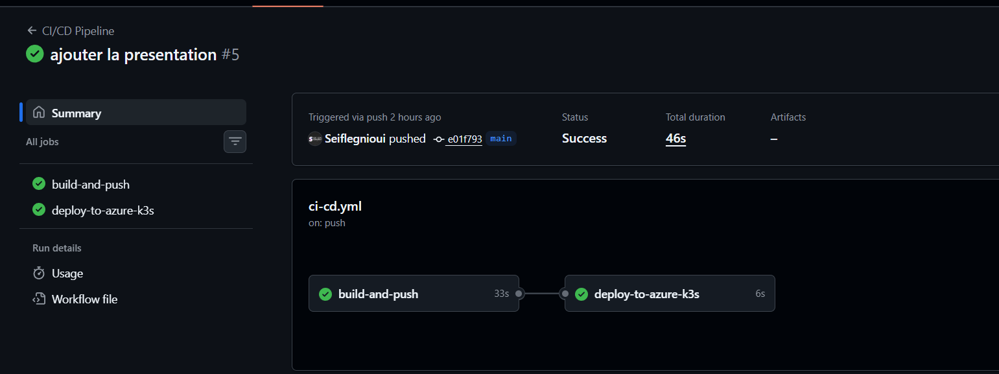 CI/CD Pipeline
ajouter la presentation #5
Summary
All jobs
build-and-push
deploy-to-azure-k3s
Run details
Usage
Workflow file
Triggered via push 2 hours ago
Seiflegnioui pushed e01f793 main
Status
Success
Total duration
46s
Artifacts
–
ci-cd.yml
on: push
build-and-push 33s
deploy-to-azure-k3s 6s